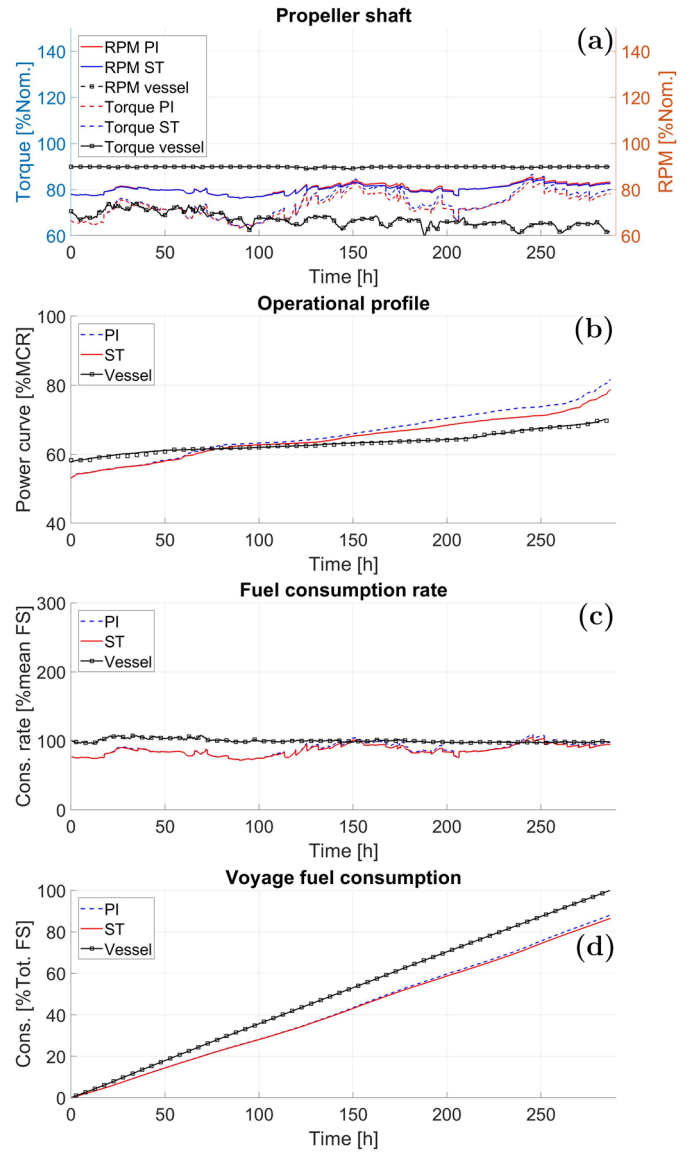 Propeller shaft
(a)
RPM PI
RPM ST
RPM vessel
Torque PI
Torque ST
Torque vessel
Torque [%Nom.]
RPM [%Nom.]
140
120
100
80
60
140
120
100
80
60
0 50 100 150 200 250
Time [h]
Operational profile
(b)
PI
ST
Vessel
Power curve [%MCR]
100
80
60
40
0 50 100 150 200 250
Time [h]
Fuel consumption rate
(c)
PI
ST
Vessel
Cons. rate [%mean FS]
300
200
100
0
0 50 100 150 200 250
Time [h]
Voyage fuel consumption
(d)
PI
ST
Vessel
Cons. [%Tot. FS]
100
80
60
40
20
0
0 50 100 150 200 250
Time [h]